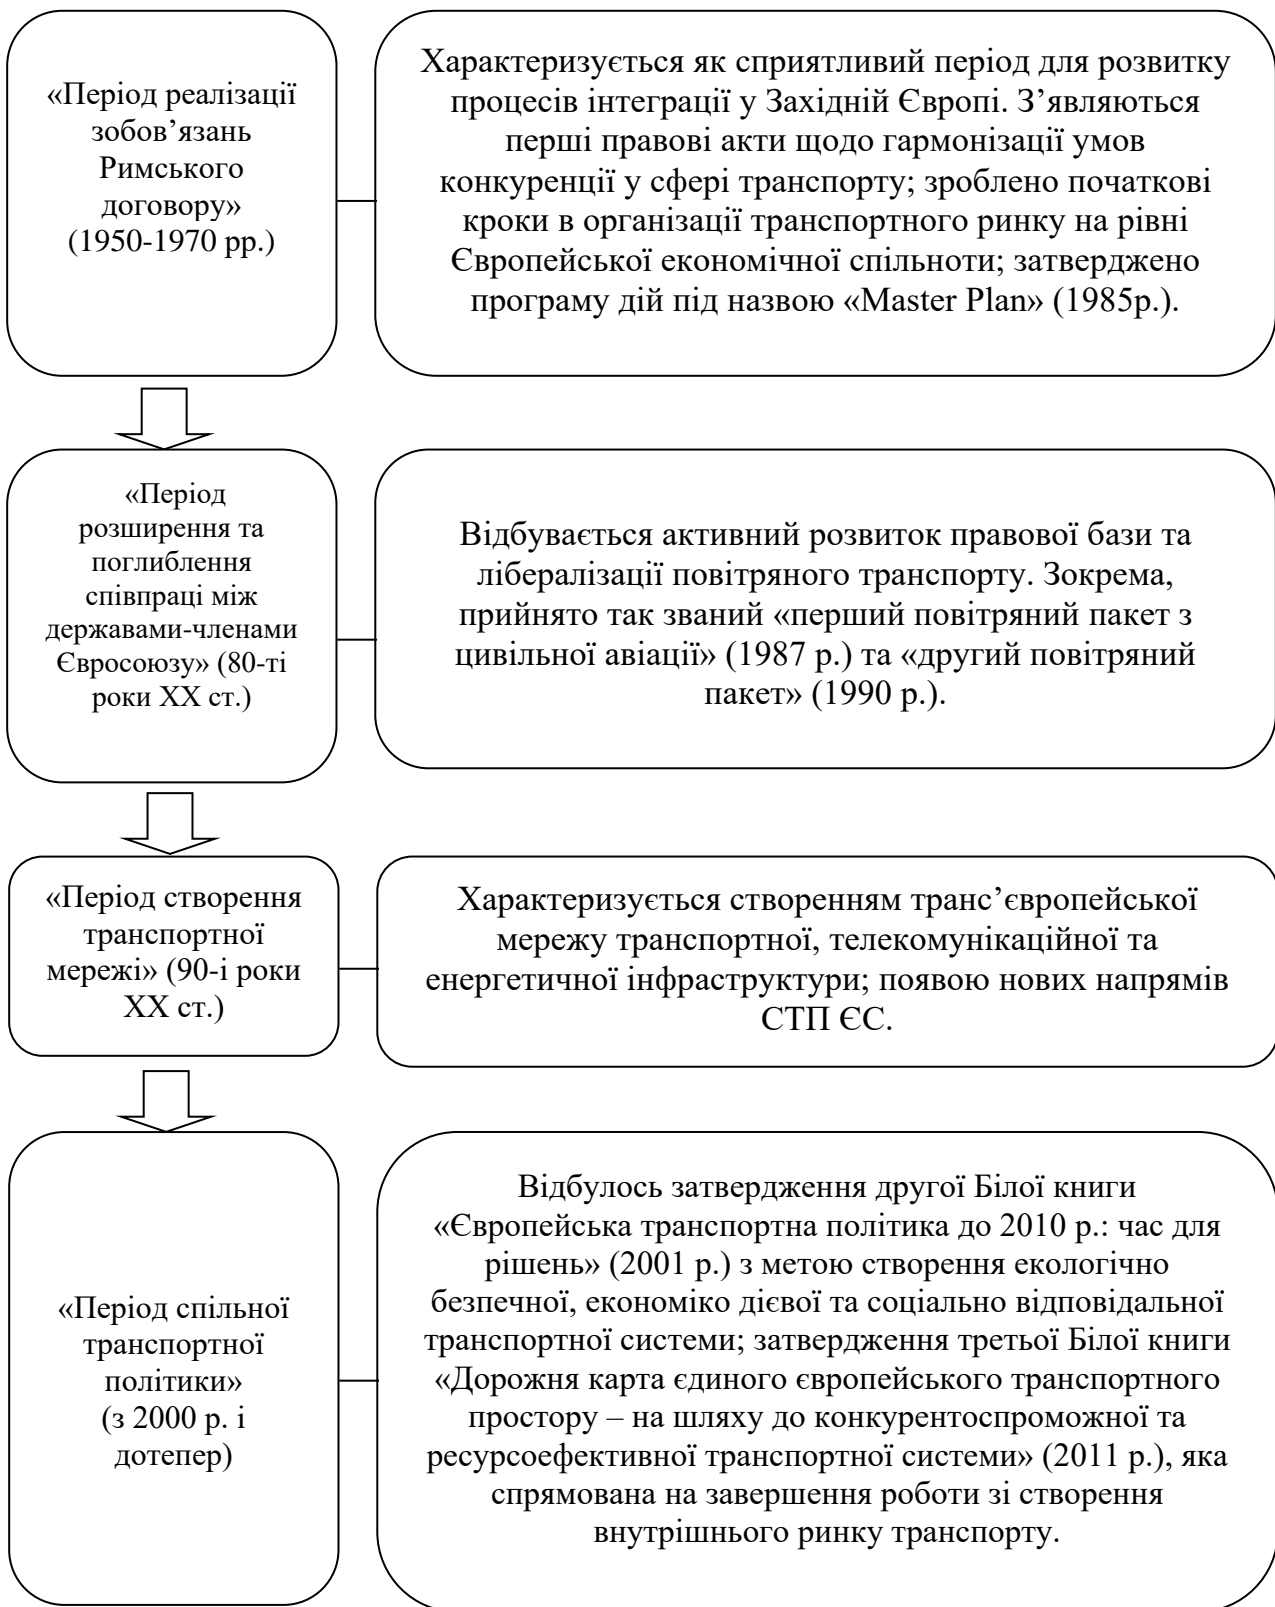 «Період реалізації
зобов’язань
Римського
договору»
(1950-1970 рр.)
Характеризується як сприятливий період для розвитку
процесів інтеграції у Західній Європі. З’являються
перші правові акти щодо гармонізації умов
конкуренції у сфері транспорту; зроблено початкові
кроки в організації транспортного ринку на рівні
Європейської економічної спільноти; затверджено
програму дій під назвою «Master Plan» (1985р.).
«Період
розширення та
поглиблення
співпраці між
державами-членами
Євросоюзу» (80-ті
роки ХХ ст.)
Відбувається активний розвиток правової бази та
лібералізації повітряного транспорту. Зокрема,
прийнято так званий «перший повітряний пакет з
цивільної авіації» (1987 р.) та «другий повітряний
пакет» (1990 р.).
«Період створення
транспортної
мережі» (90-і роки
ХХ ст.)
Характеризується створенням транс’європейської
мережу транспортної, телекомунікаційної та
енергетичної інфраструктури; появою нових напрямів
СТП ЄС.
«Період спільної
транспортної
політики»
(з 2000 р. і
дотепер)
Відбулось затвердження другої Білої книги
«Європейська транспортна політика до 2010 р.: час для
рішень» (2001 р.) з метою створення екологічно
безпечної, економіко дієвої та соціально відповідальної
транспортної системи; затвердження третьої Білої книги
«Дорожня карта єдиного європейського транспортного
простору – на шляху до конкурентоспроможної та
ресурсоефективної транспортної системи» (2011 р.), яка
спрямована на завершення роботи зі створення
внутрішнього ринку транспорту.